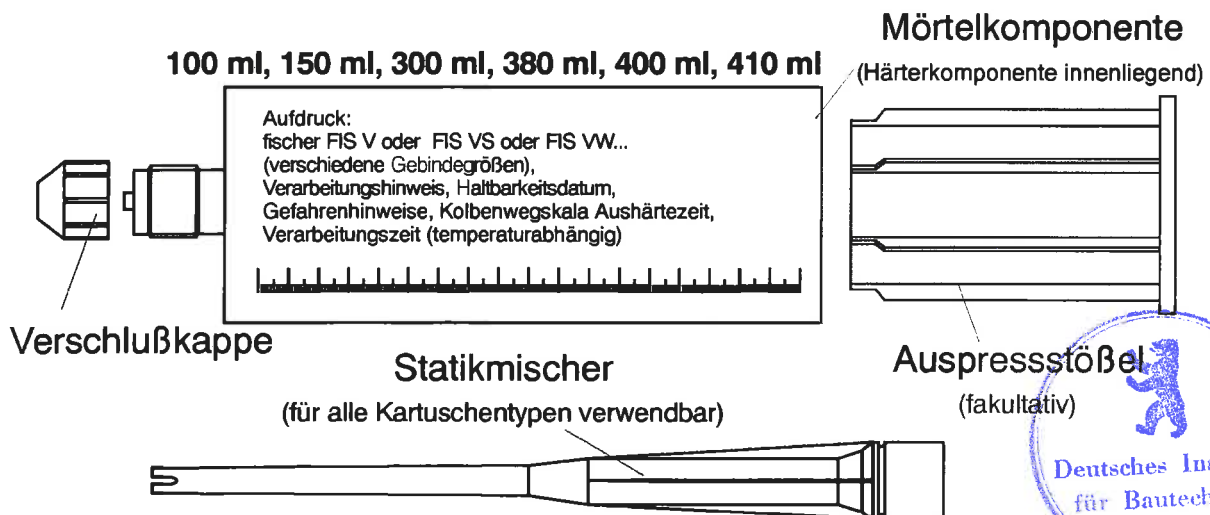 Mörtelkomponente
(Härterkomponente innenliegend)
100 ml, 150 ml, 300 ml, 380 ml, 400 ml, 410 ml
Aufdruck:
fischer FIS V oder FIS VS oder FIS VW...
(verschiedene Gebindegrößen),
Verarbeitungshinweis, Haltbarkeitsdatum,
Gefahrenhinweise, Kolbenwegskala Aushärtezeit,
Verarbeitungszeit (temperaturabhängig)
Verschlußkappe
Auspressstößel
(fakultativ)
Statikmischer
(für alle Kartuschentypen verwendbar)
Deutsches
für